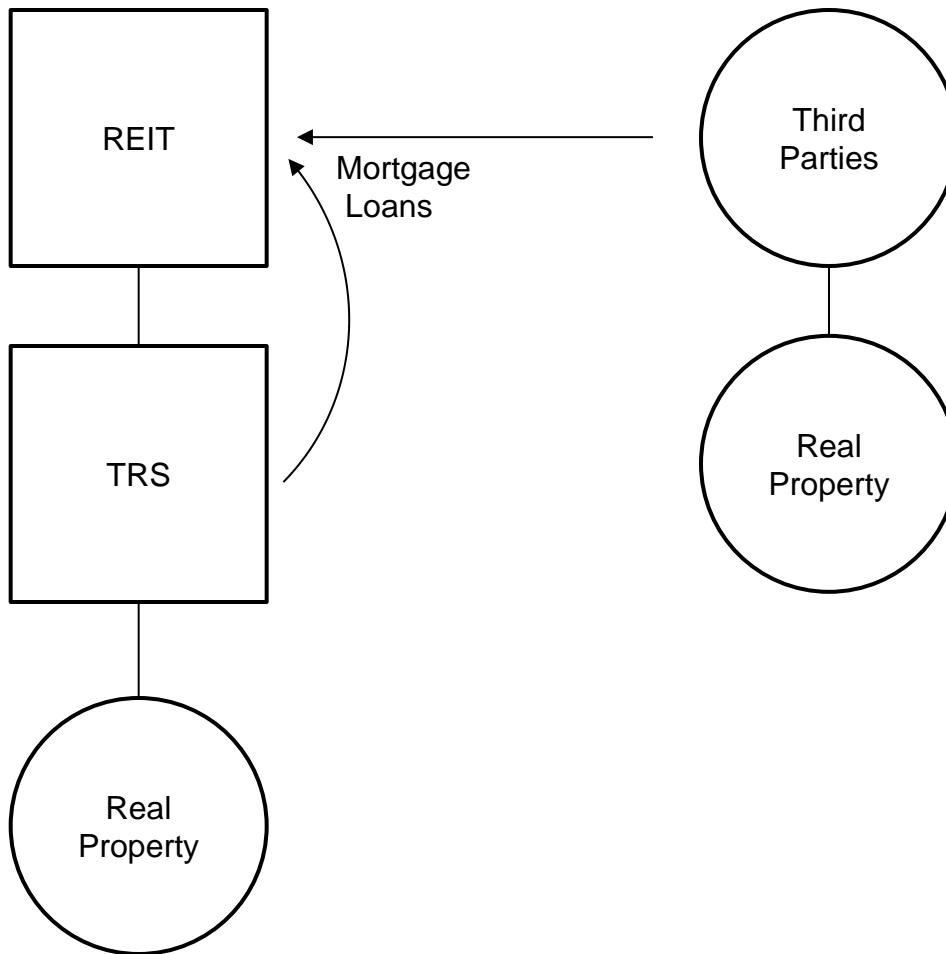 REIT
Third
Parties
Mortgage
Loans
TRS
Real
Property
Real
Property